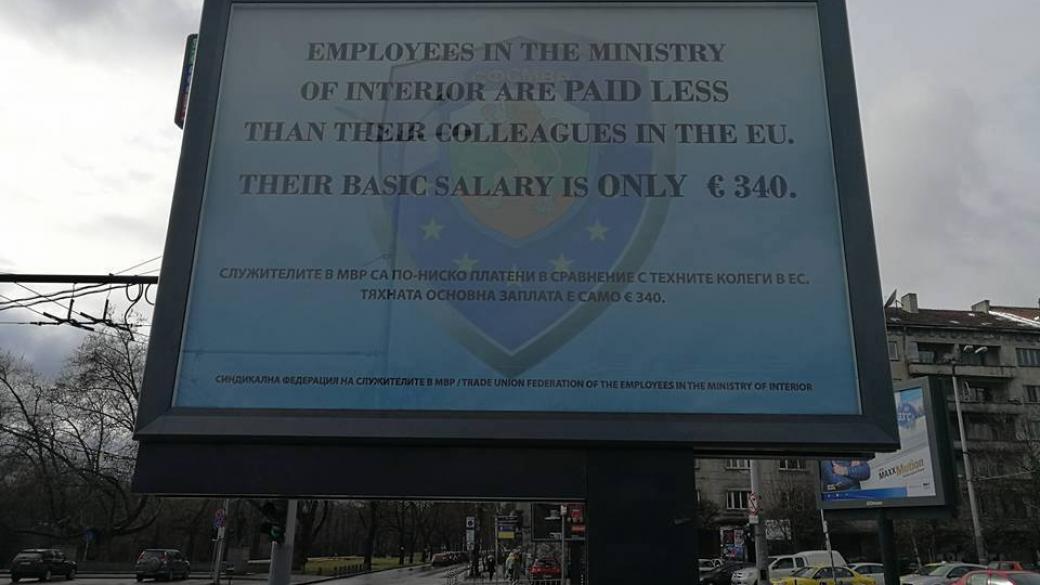 EMPLOYEES IN THE MINISTRY
OF INTERIOR ARE PAID LESS
THAN THEIR COLLEAGUES IN THE EU.
THEIR BASIC SALARY IS ONLY € 340.
СЛУЖИТЕЛИТЕ В МВР СА ПО-НИСКО ПЛАТЕНИ В СРАВНЕНИЕ С ТЕХНИТЕ КОЛЕГИ В ЕС.
ТЯХНАТА ОСНОВНА ЗАПЛАТА Е САМО € 340.
СИНДИКАЛНА ФЕДЕРАЦИЯ НА СЛУЖИТЕЛИТЕ В МВР / TRADE UNION FEDERATION OF THE EMPLOYEES IN THE MINISTRY OF INTERIOR
MAXXMotion